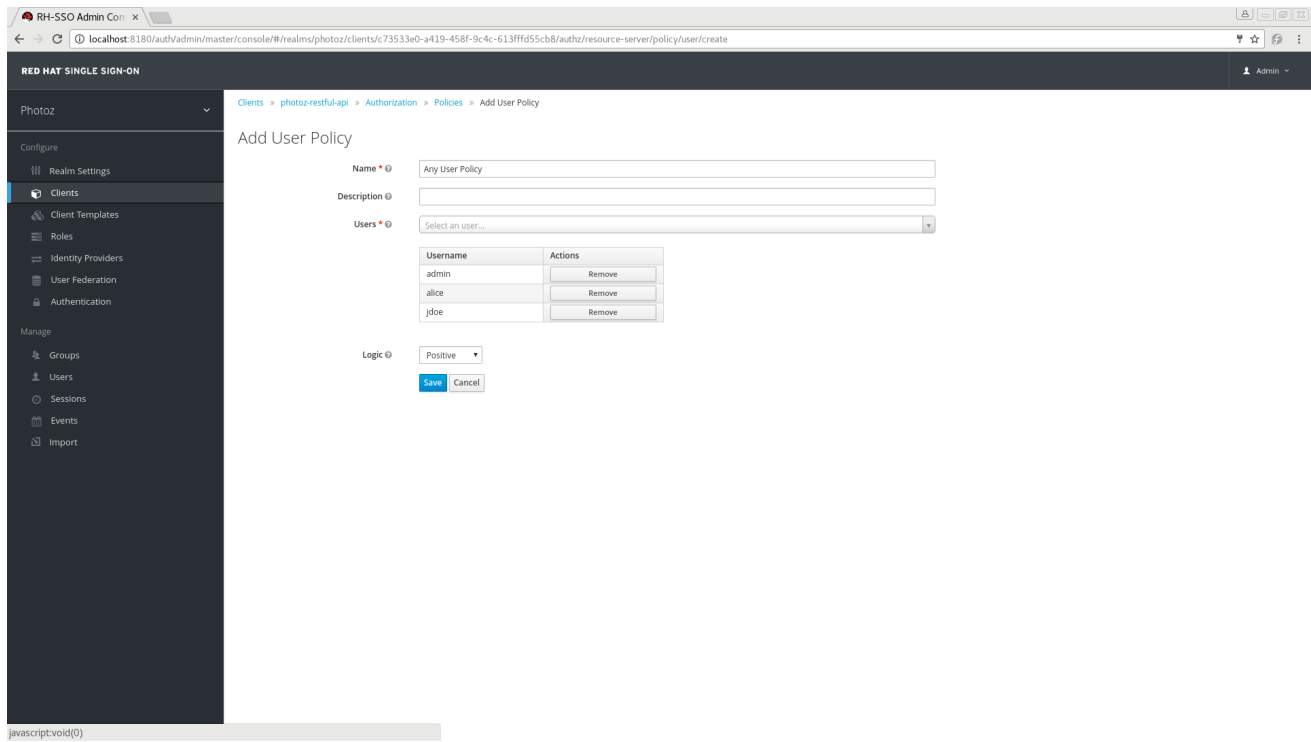 RH-SSO Admin Con
localhost:8180/auth/admin/master/console/#/realms/photoz/clients/c73533e0-a419-458f-9c4c-613fffd55cb8/authz/resource-server/policy/user/create
RED HAT SINGLE SIGN-ON
Admin
Photoz
Clients » photoz-restful-api » Authorization » Policies » Add User Policy
Add User Policy
Configure
Realm Settings
Clients
Client Templates
Roles
Identity Providers
User Federation
Authentication
Manage
Groups
Users
Sessions
Events
Import
Name *
Any User Policy
Description
Users *
Select an user...
Username Actions
admin Remove
alice Remove
jdoe Remove
Logic
Positive
Save Cancel
javascript:void(0)